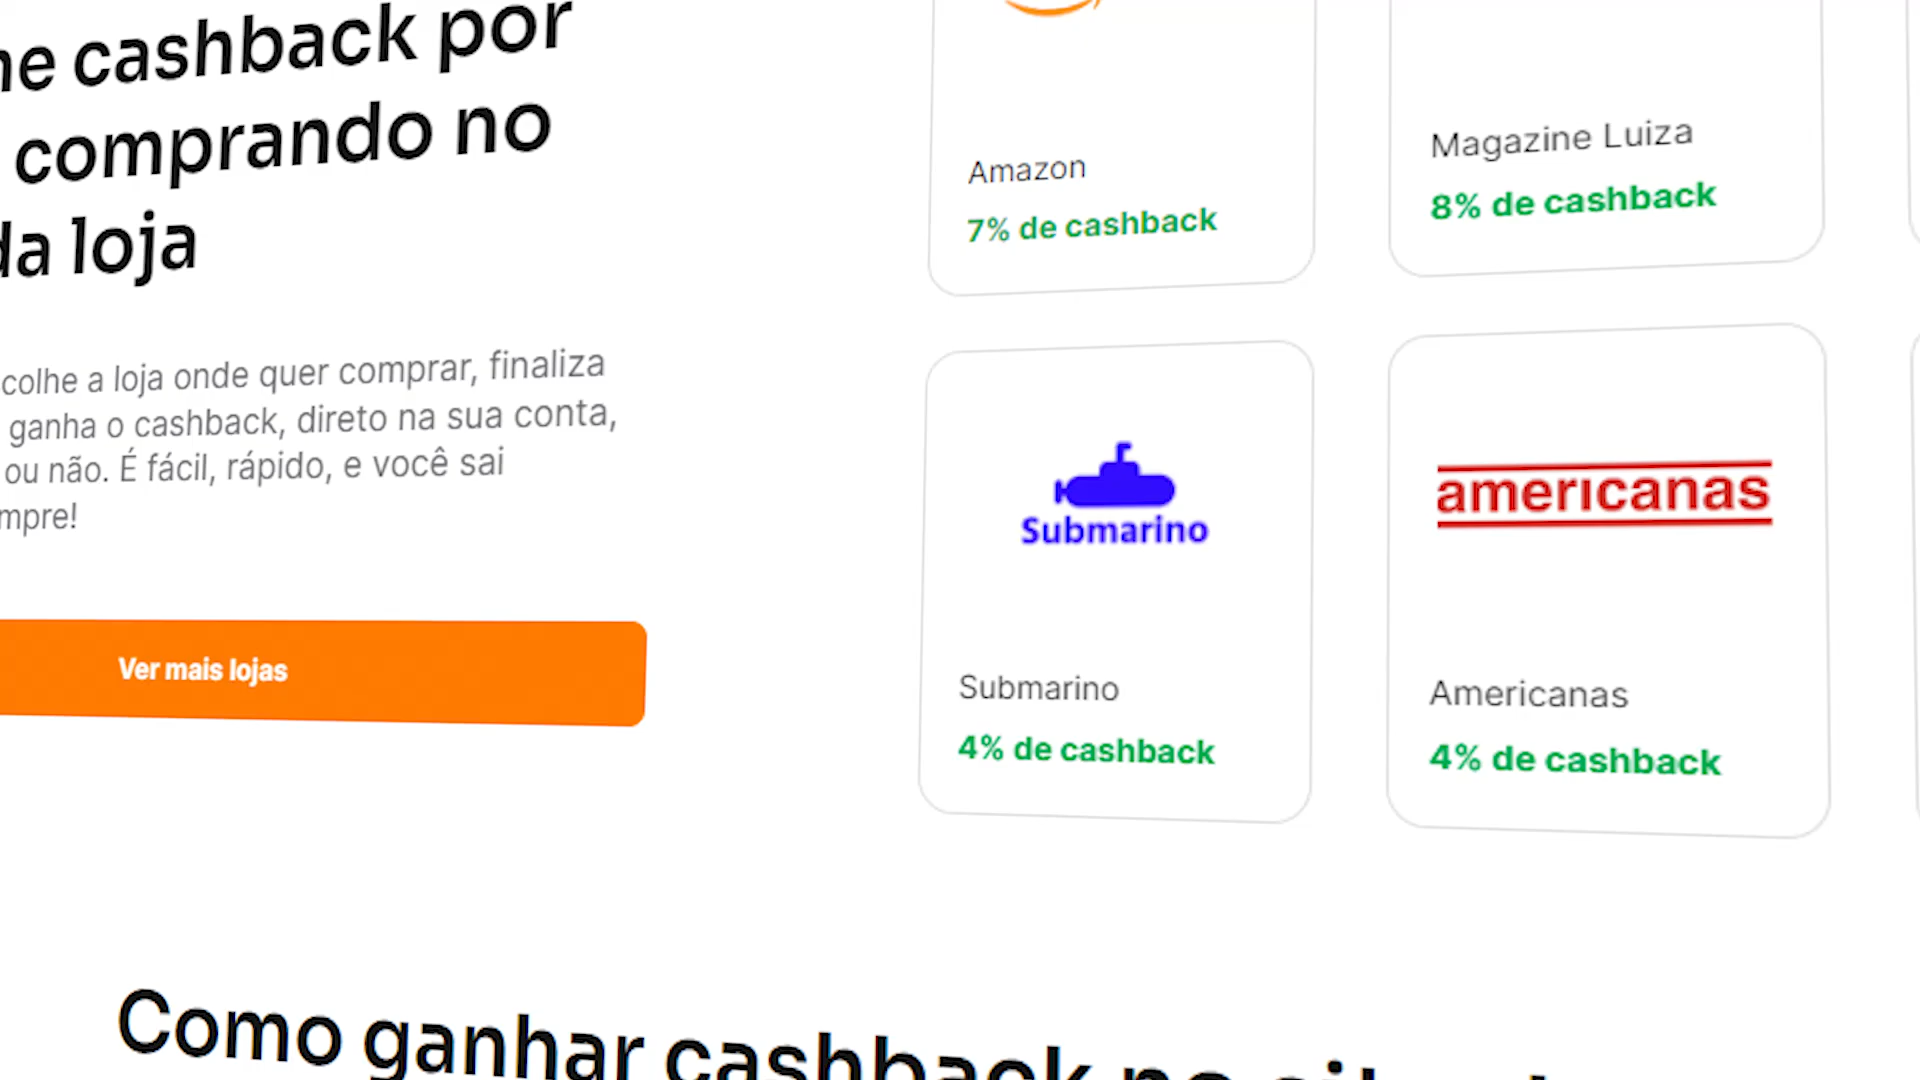 cashback por
comprando no
loja
colhe a loja onde quer comprar, finaliza
ganha o cashback, direto na sua conta,
ou não. É fácil, rápido, e você sai
mpre!
Ver mais lojas
Amazon
7% de cashback
Magazine Luiza
8% de cashback
Submarino
Submarino
4% de cashback
americanas
Americanas
4% de cashback
Como ganhar cashback no